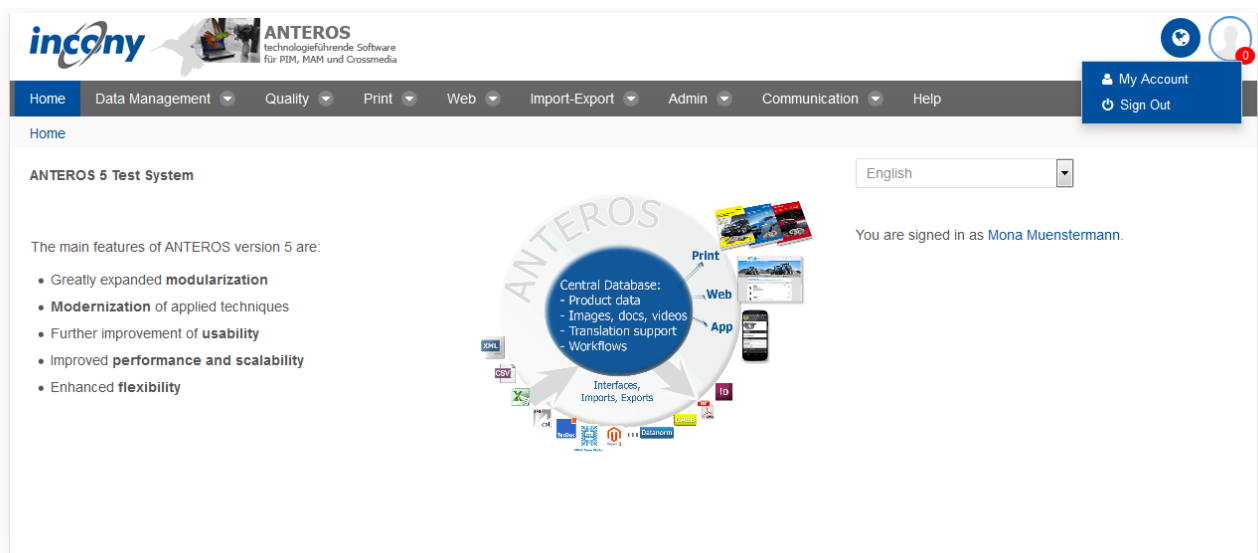 incony
ANTEROS
technologieführende Software
für PIM, MAM und Crossmedia
0
My Account
Sign Out
Home Data Management Quality Print Web Import-Export Admin Communication Help
Home
ANTEROS 5 Test System
English
The main features of ANTEROS version 5 are:
You are signed in as Mona Muenstermann.
Greatly expanded modularization
Modernization of applied techniques
Further improvement of usability
Improved performance and scalability
Enhanced flexibility
ANTEROS
Central Database:
- Product data
- Images, docs, videos
- Translation support
- Workflows
Print
Web
App
Interfaces,
Imports, Exports
XML
CSV
TecDoc
Datanorm
Id